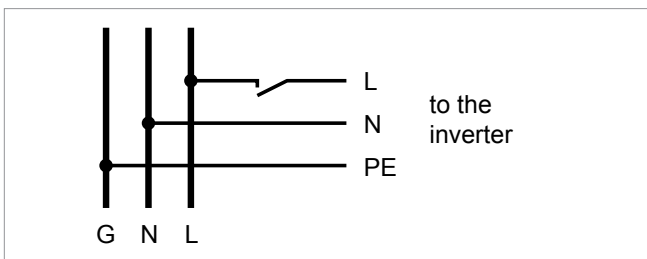 L
N
PE
to the
inverter
G N L